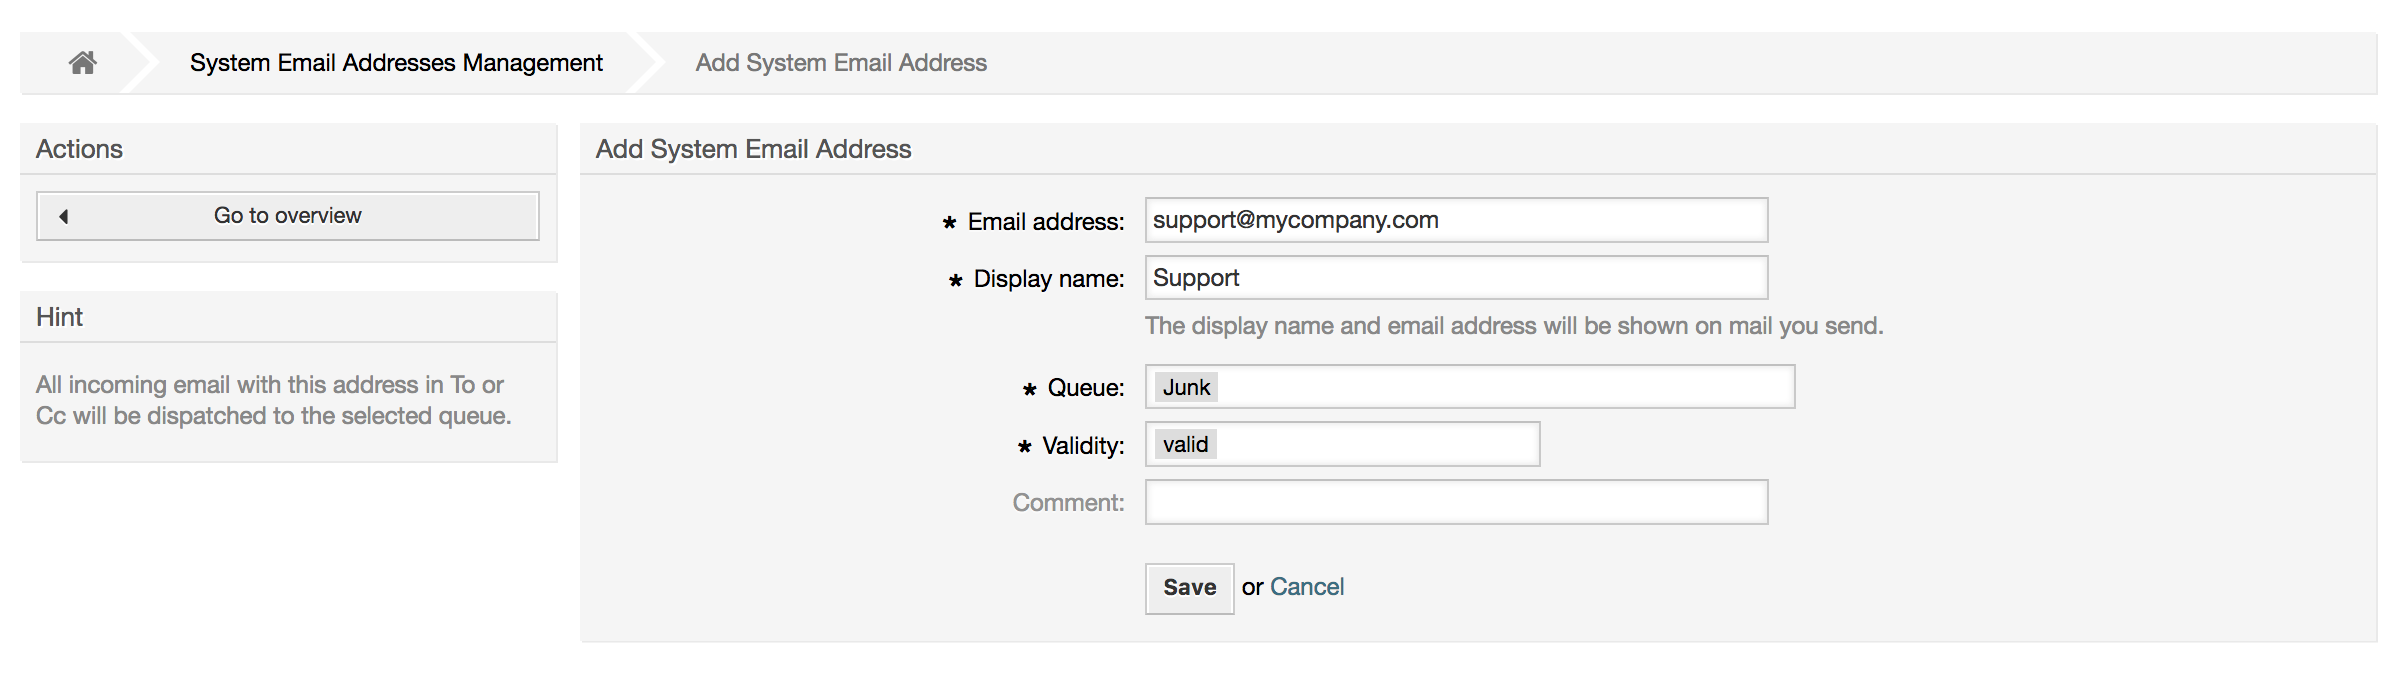 System Email Addresses Management
Add System Email Address
Actions
Go to overview
Hint
All incoming email with this address in To or
Cc will be dispatched to the selected queue.
Add System Email Address
* Email address: support@mycompany.com
* Display name: Support
The display name and email address will be shown on mail you send.
* Queue: Junk
* Validity: valid
Comment:
Save or Cancel